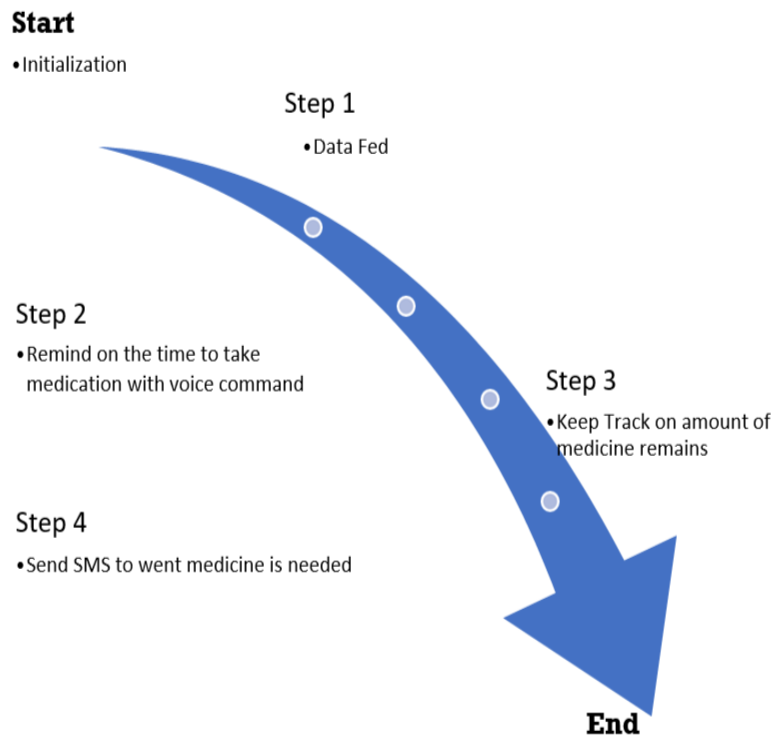 Start
•Initialization
Step 1
•Data Fed
Step 2
•Remind on the time to take
medication with voice command
Step 3
•Keep Track on amount of
medicine remains
Step 4
•Send SMS to went medicine is needed
End